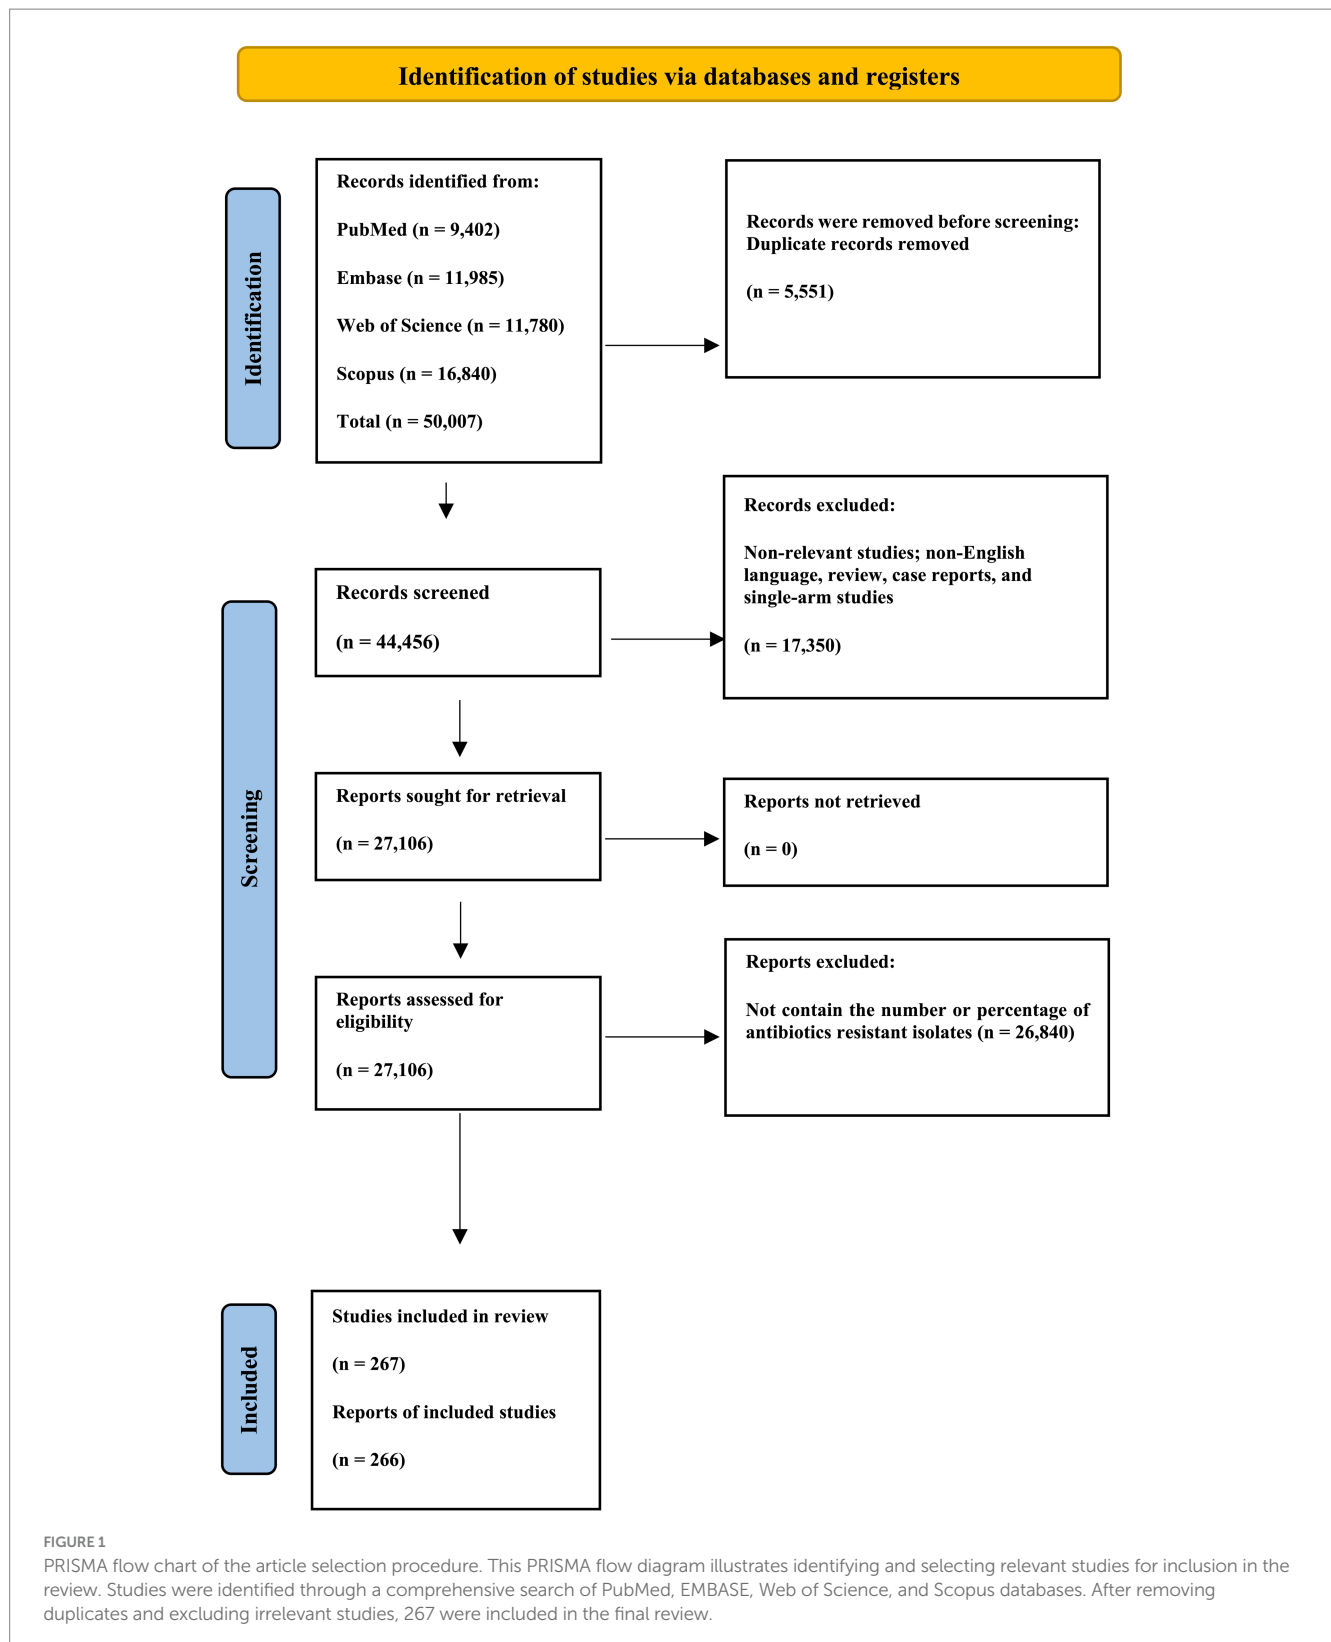 Identification of studies via databases and registers
Identification
Records identified from:
PubMed (n = 9,402)
Embase (n = 11,985)
Web of Science (n = 11,780)
Scopus (n = 16,840)
Total (n = 50,007)
Records were removed before screening:
Duplicate records removed
(n = 5,551)
Screening
Records screened
(n = 44,456)
Records excluded:
Non-relevant studies; non-English
language, review, case reports, and
single-arm studies
(n = 17,350)
Reports sought for retrieval
(n = 27,106)
Reports not retrieved
(n = 0)
Reports assessed for
eligibility
(n = 27,106)
Reports excluded:
Not contain the number or percentage of
antibiotics resistant isolates (n = 26,840)
Included
Studies included in review
(n = 267)
Reports of included studies
(n = 266)
FIGURE 1
PRISMA flow chart of the article selection procedure. This PRISMA flow diagram illustrates identifying and selecting relevant studies for inclusion in the
review. Studies were identified through a comprehensive search of PubMed, EMBASE, Web of Science, and Scopus databases. After removing
duplicates and excluding irrelevant studies, 267 were included in the final review.